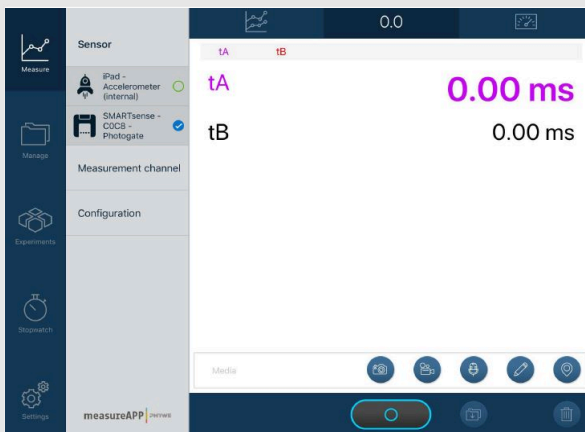 Measure
Manage
Experiments
Stopwatch
Settings
Sensor
iPad -
Accelerometer
(internal)
SMARTsense -
C0C8 -
Photogate
Measurement channel
Configuration
measureAPP PHYWE
0.0
tA tB
tA 0.00 ms
tB 0.00 ms
Media